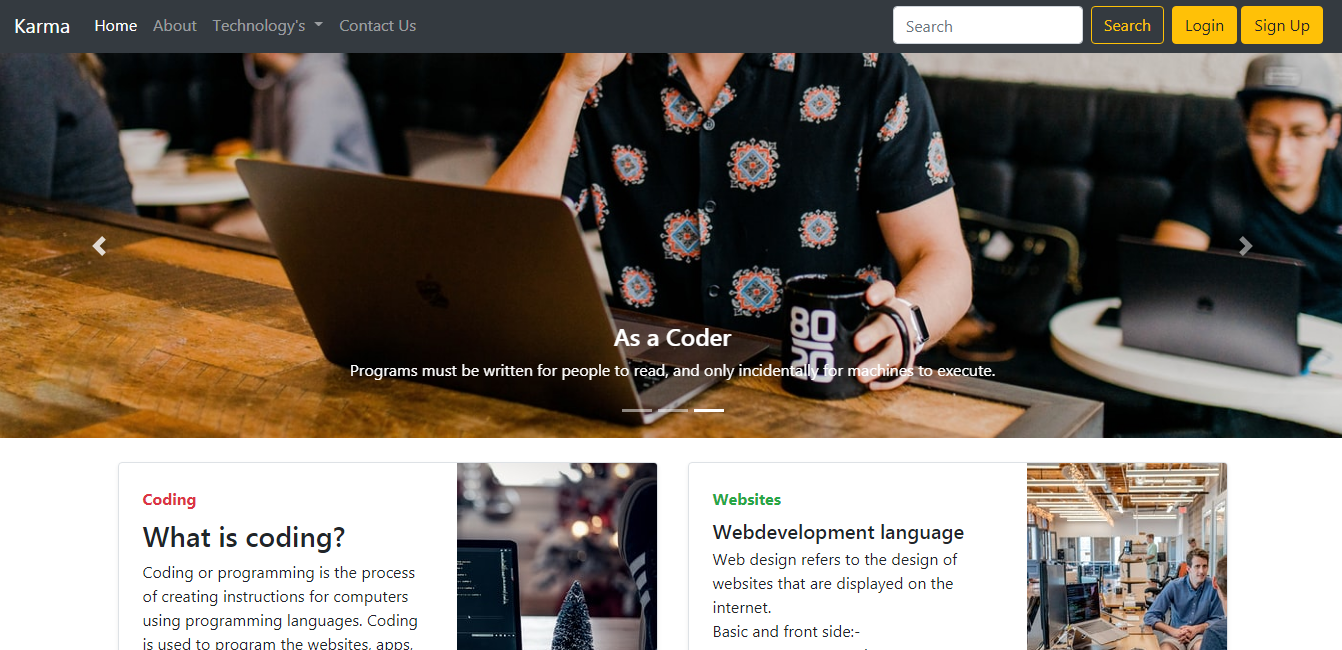 Karma Home About Technology's Contact Us Search Search Login Sign Up
As a Coder
Programs must be written for people to read, and only incidentally for machines to execute.
Coding
What is coding?
Coding or programming is the process
of creating instructions for computers
using programming languages. Coding
is used to program the websites, apps,
Websites
Webdevelopment language
Web design refers to the design of
websites that are displayed on the
internet.
Basic and front side:-